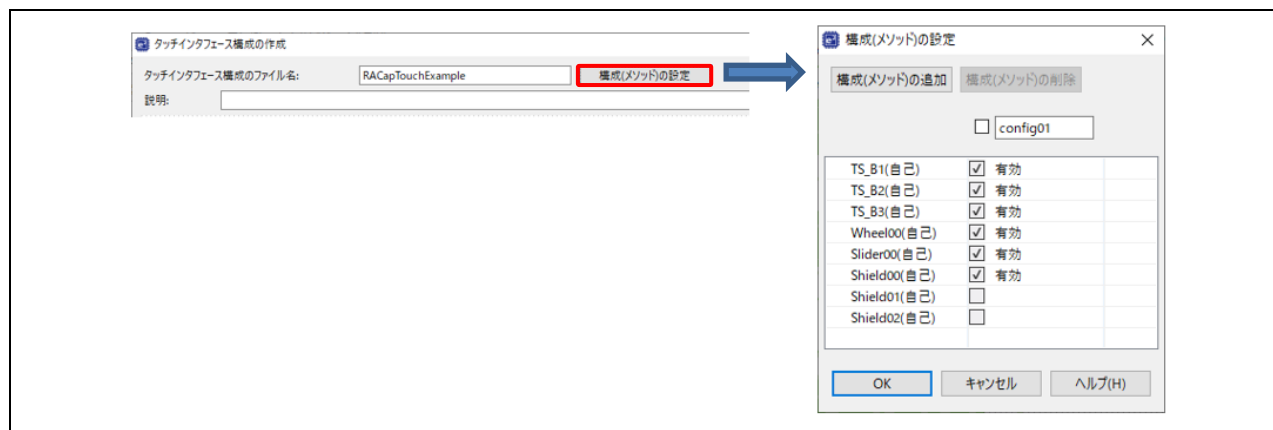 タッチインタフェース構成の作成
タッチインタフェース構成のファイル名: RACapTouchExample 構成(メソッド)の設定
説明:
構成(メソッド)の設定
構成(メソッド)の追加 構成(メソッド)の削除
config01
TS_B1(自己) 有効
TS_B2(自己) 有効
TS_B3(自己) 有効
Wheel00(自己) 有効
Slider00(自己) 有効
Shield00(自己) 有効
Shield01(自己)
Shield02(自己)
OK キャンセル ヘルプ(H)